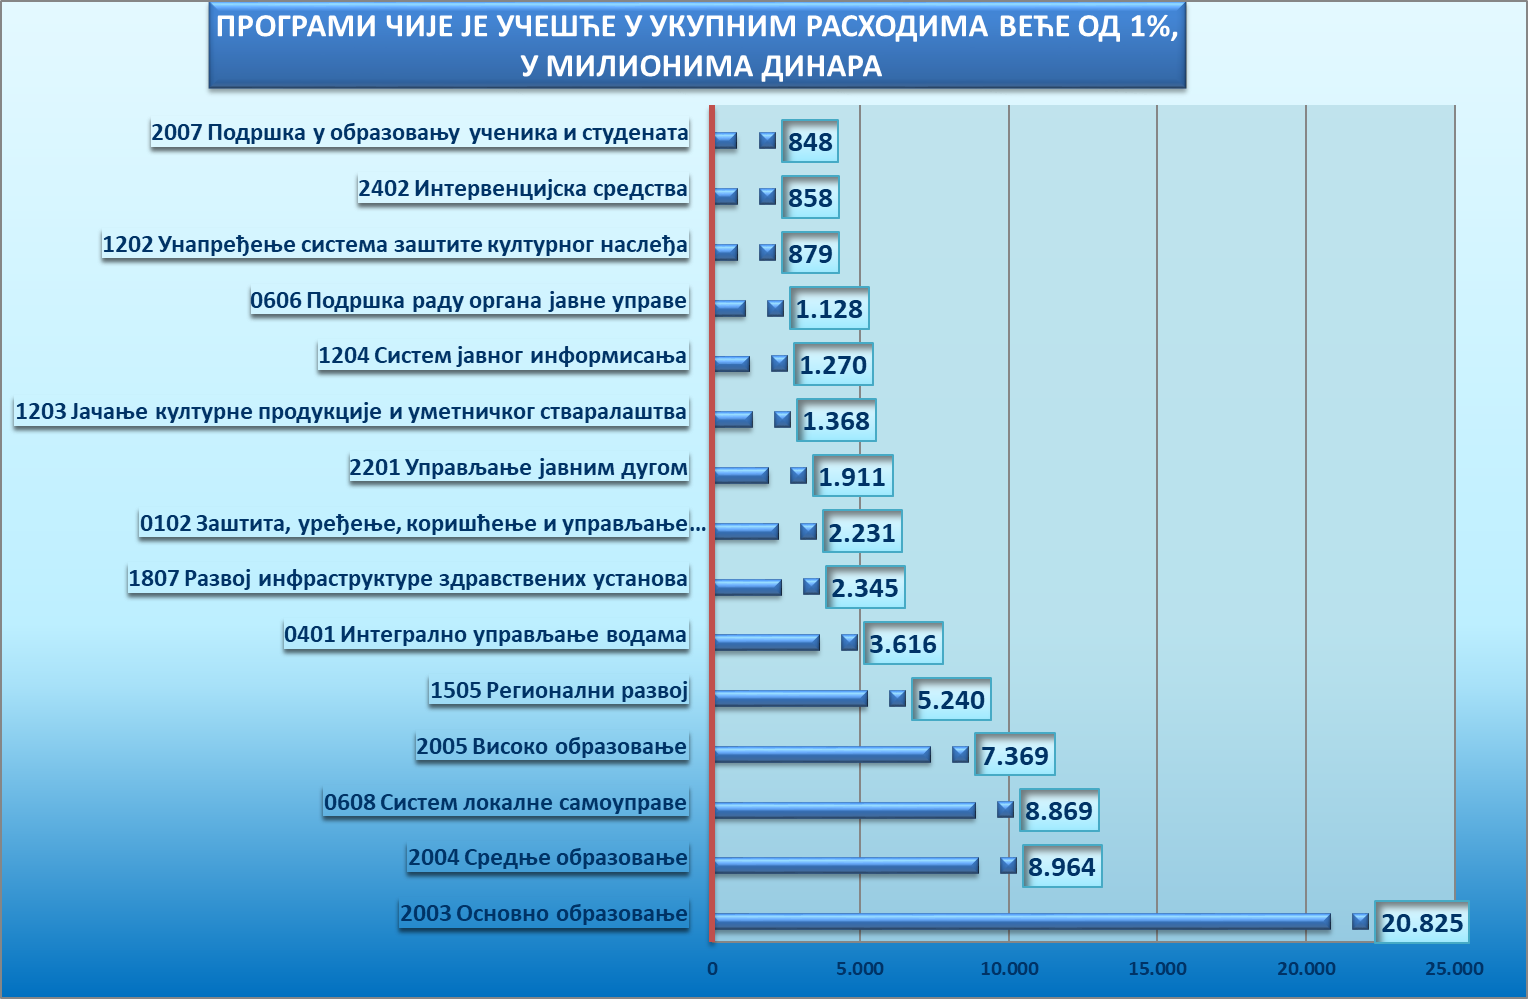 ПРОГРАМИ ЧИЈЕ ЈЕ УЧЕШЋЕ У УКУПНИМ РАСХОДИМА ВЕЋЕ ОД 1%,
У МИЛИОНИМА ДИНАРА
2007 Подршка у образовању ученика и студената
848
2402 Интервенцијска средства
858
1202 Унапређење система заштите културног наслеђа
879
0606 Подршка раду органа јавне управе
1.128
1204 Систем јавног информисања
1.270
1203 Јачање културне продукције и уметничког стваралаштва
1.368
2201 Управљање јавним дугом
1.911
0102 Заштита, уређење, коришћење и управљање...
2.231
1807 Развој инфраструктуре здравствених установа
2.345
0401 Интегрално управљање водама
3.616
1505 Регионални развој
5.240
2005 Високо образовање
7.369
0608 Систем локалне самоуправе
8.869
2004 Средње образовање
8.964
2003 Основно образовање
20.825
0 5.000 10.000 15.000 20.000 25.000